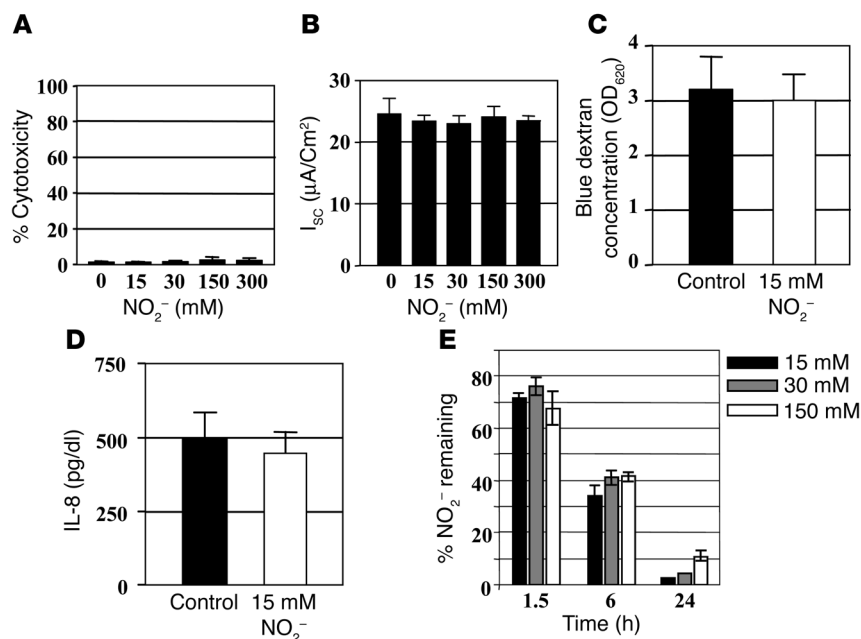 A
% Cytotoxicity
100
80
60
40
20
0
0 15 30 150 300
NO₂⁻ (mM)
B
I_SC (μA/Cm²)
30
20
10
0
0 15 30 150 300
NO₂⁻ (mM)
C
Blue dextran
concentration (OD₆₂₀)
4
3
2
1
0
Control 15 mM
NO₂⁻
D
IL-8 (pg/dl)
750
500
250
0
Control 15 mM
NO₂⁻
E
% NO₂⁻ remaining
80
60
40
20
0
1.5 6 24
Time (h)
15 mM
30 mM
150 mM